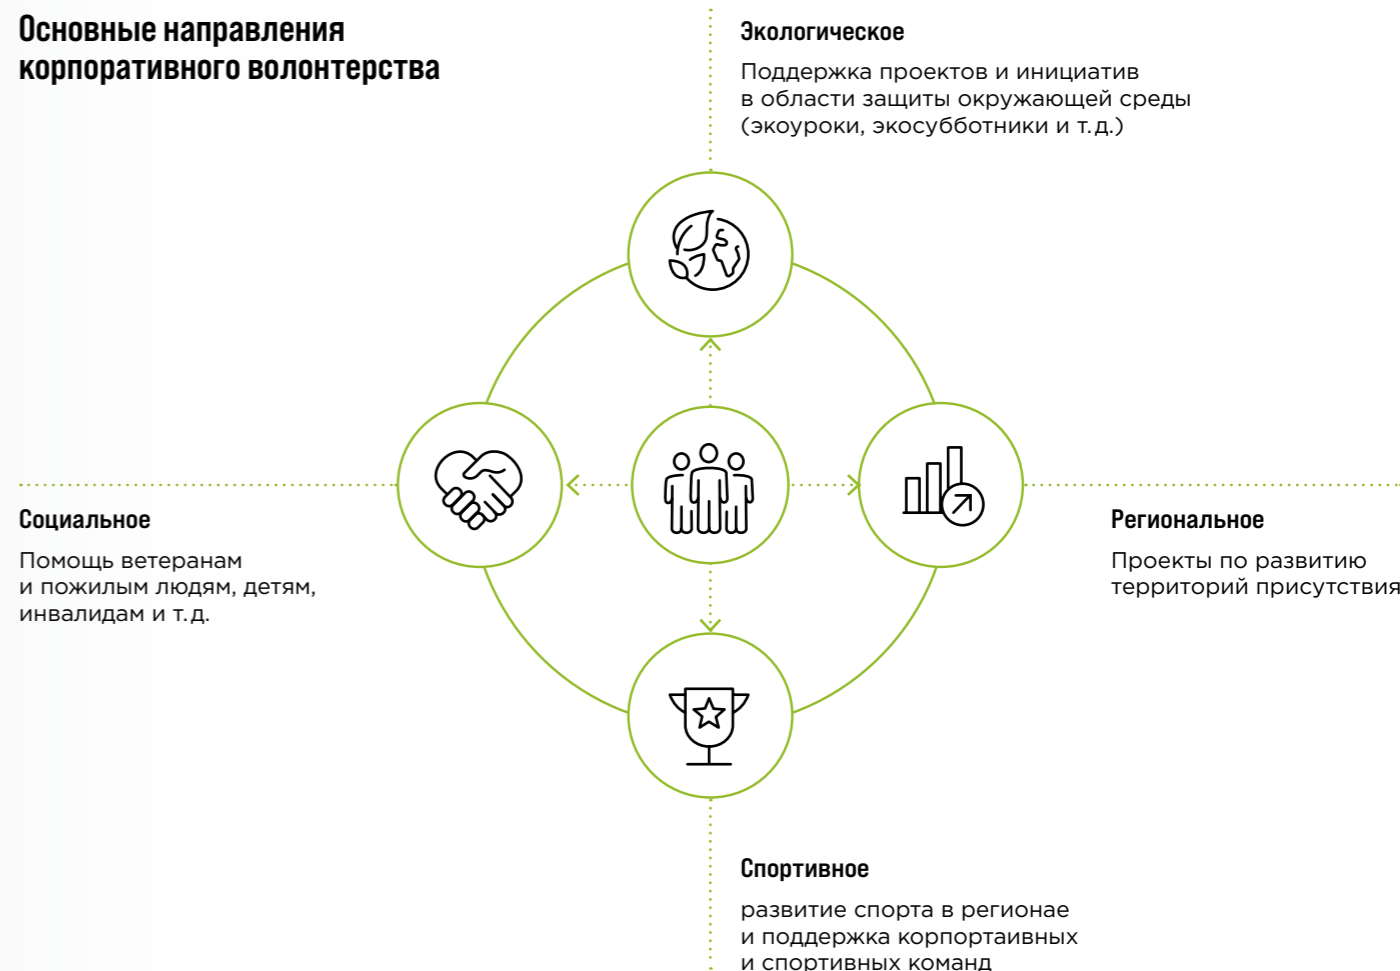 Основные направления
корпоративного волонтерства
Экологическое
Поддержка проектов и инициатив
в области защиты окружающей среды
(экоуроки, экосубботники и т. д.)
Социальное
Помощь ветеранам
и пожилым людям, детям,
инвалидам и т. д.
Региональное
Проекты по развитию
территорий присутствия
Спортивное
развитие спорта в регионае
и поддержка корпортаивных
и спортивных команд